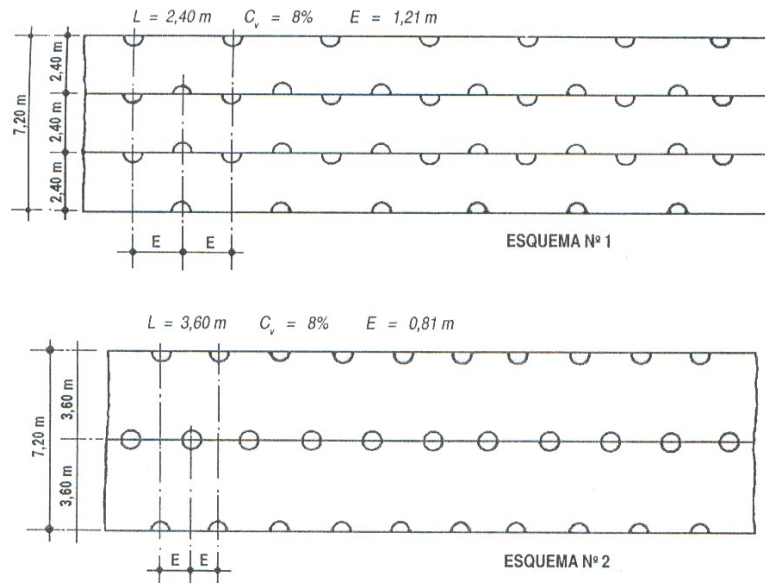 L = 2,40 m C_v = 8% E = 1,21 m
7,20 m
2,40 m
2,40 m
2,40 m
E E
ESQUEMA Nº 1
L = 3,60 m C_v = 8% E = 0,81 m
7,20 m
3,60 m
3,60 m
E E
ESQUEMA Nº 2